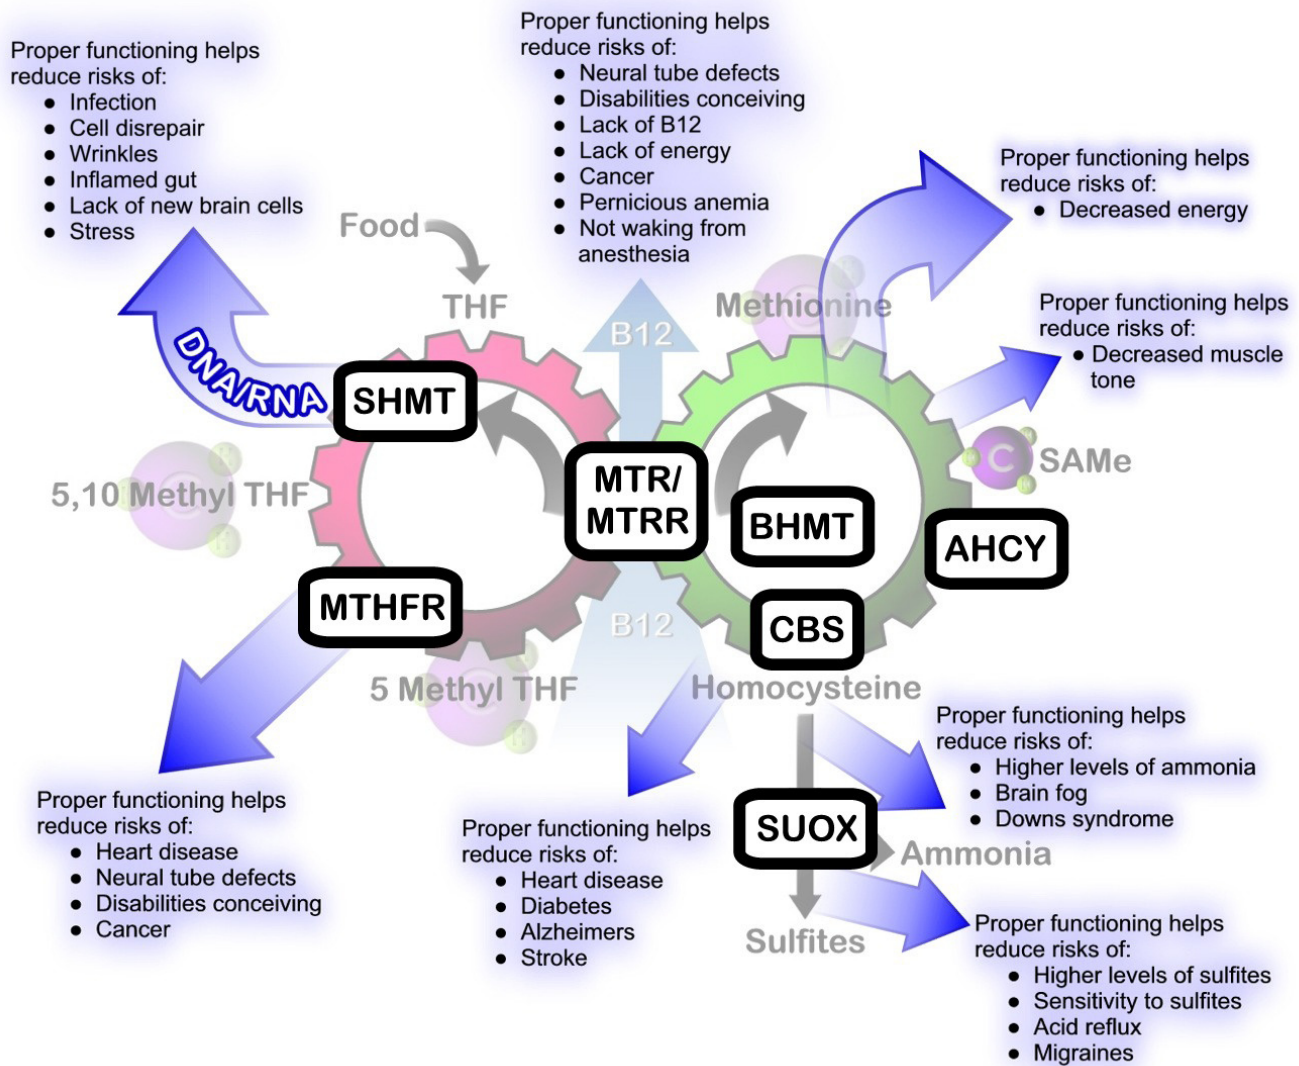 Proper functioning helps
reduce risks of:
● Infection
● Cell disrepair
● Wrinkles
● Inflamed gut
● Lack of new brain cells
● Stress
Proper functioning helps
reduce risks of:
● Neural tube defects
● Disabilities conceiving
● Lack of B12
● Lack of energy
● Cancer
● Pernicious anemia
● Not waking from
anesthesia
Proper functioning helps
reduce risks of:
● Decreased energy
Proper functioning helps
reduce risks of:
● Decreased muscle
tone
Food
THF
B12
Methionine
DNA/RNA
SHMT
5,10 Methyl THF
MTR/
MTRR
BHMT
C
SAMe
AHCY
MTHFR
CBS
B12
5 Methyl THF
Homocysteine
Proper functioning helps
reduce risks of:
● Heart disease
● Neural tube defects
● Disabilities conceiving
● Cancer
Proper functioning helps
reduce risks of:
● Heart disease
● Diabetes
● Alzheimers
● Stroke
Proper functioning helps
reduce risks of:
● Higher levels of ammonia
● Brain fog
● Downs syndrome
SUOX
Ammonia
Sulfites
Proper functioning helps
reduce risks of:
● Higher levels of sulfites
● Sensitivity to sulfites
● Acid reflux
● Migraines